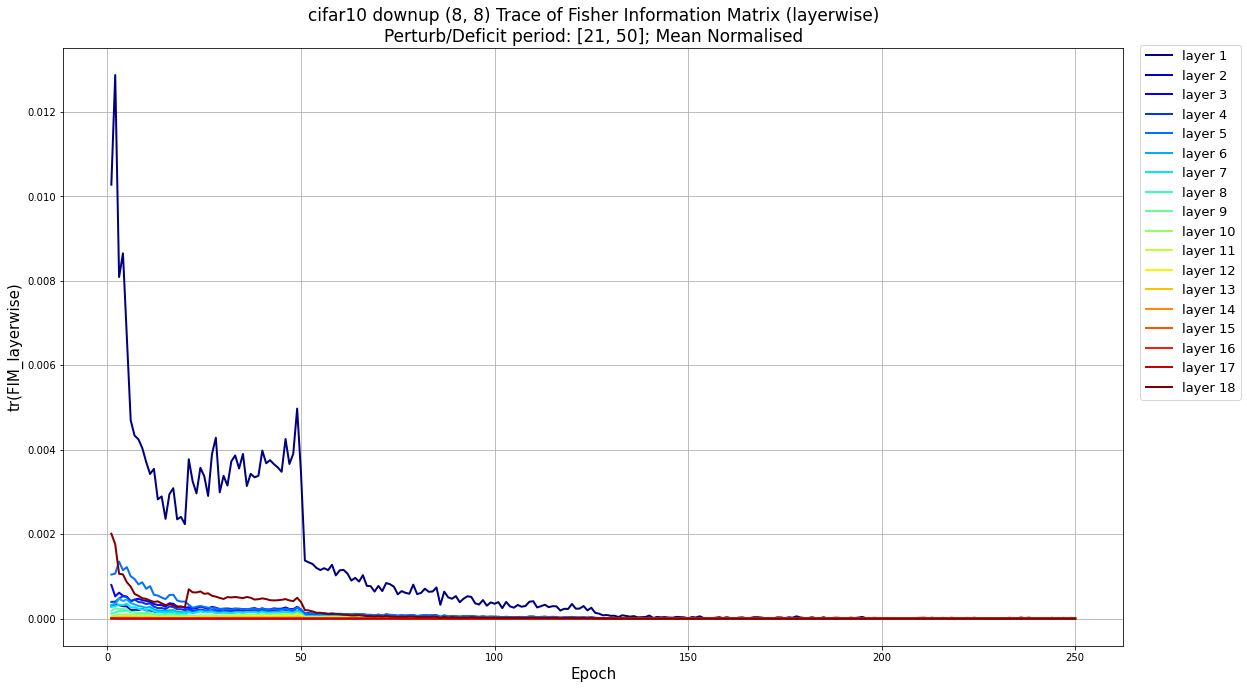 cifar10 downup (8, 8) Trace of Fisher Information Matrix (layerwise)
Perturb/Deficit period: [21, 50]; Mean Normalised
tr(FIM_layerwise)
0.012
0.010
0.008
0.006
0.004
0.002
0.000
0
50
100
150
200
250
Epoch
layer 1
layer 2
layer 3
layer 4
layer 5
layer 6
layer 7
layer 8
layer 9
layer 10
layer 11
layer 12
layer 13
layer 14
layer 15
layer 16
layer 17
layer 18